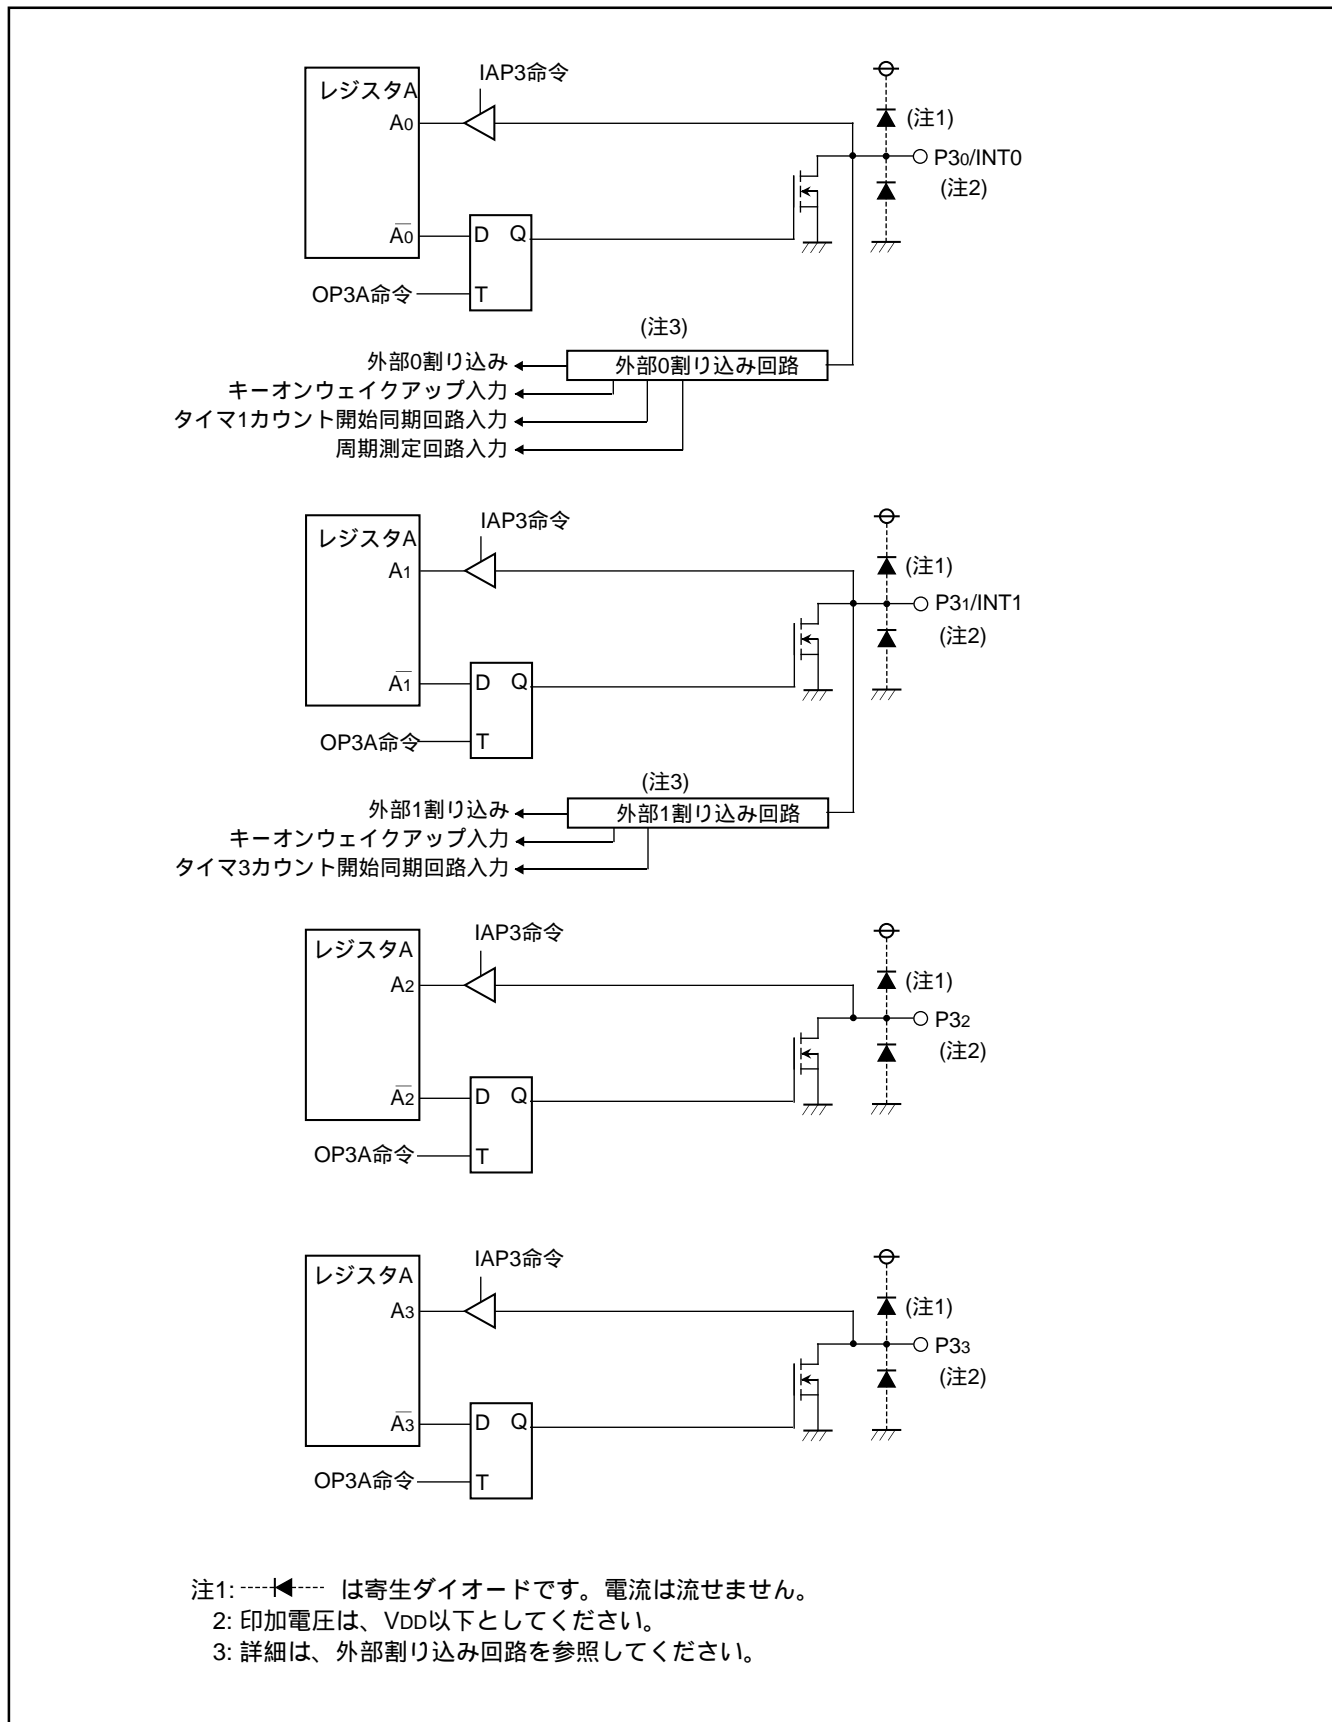 IAP3命令
レジスタA
A0
(注1)
P30/INT0
(注2)
A̅0
D Q
OP3A命令
T
(注3)
外部0割り込み
外部0割り込み回路
キーオンウェイクアップ入力
タイマ1カウント開始同期回路入力
周期測定回路入力
IAP3命令
レジスタA
A1
(注1)
P31/INT1
(注2)
A̅1
D Q
OP3A命令
T
(注3)
外部1割り込み
外部1割り込み回路
キーオンウェイクアップ入力
タイマ3カウント開始同期回路入力
IAP3命令
レジスタA
A2
(注1)
P32
(注2)
A̅2
D Q
OP3A命令
T
IAP3命令
レジスタA
A3
(注1)
P33
(注2)
A̅3
D Q
OP3A命令
T
注1: は寄生ダイオードです。電流は流せません。
2: 印加電圧は、VDD以下としてください。
3: 詳細は、外部割り込み回路を参照してください。